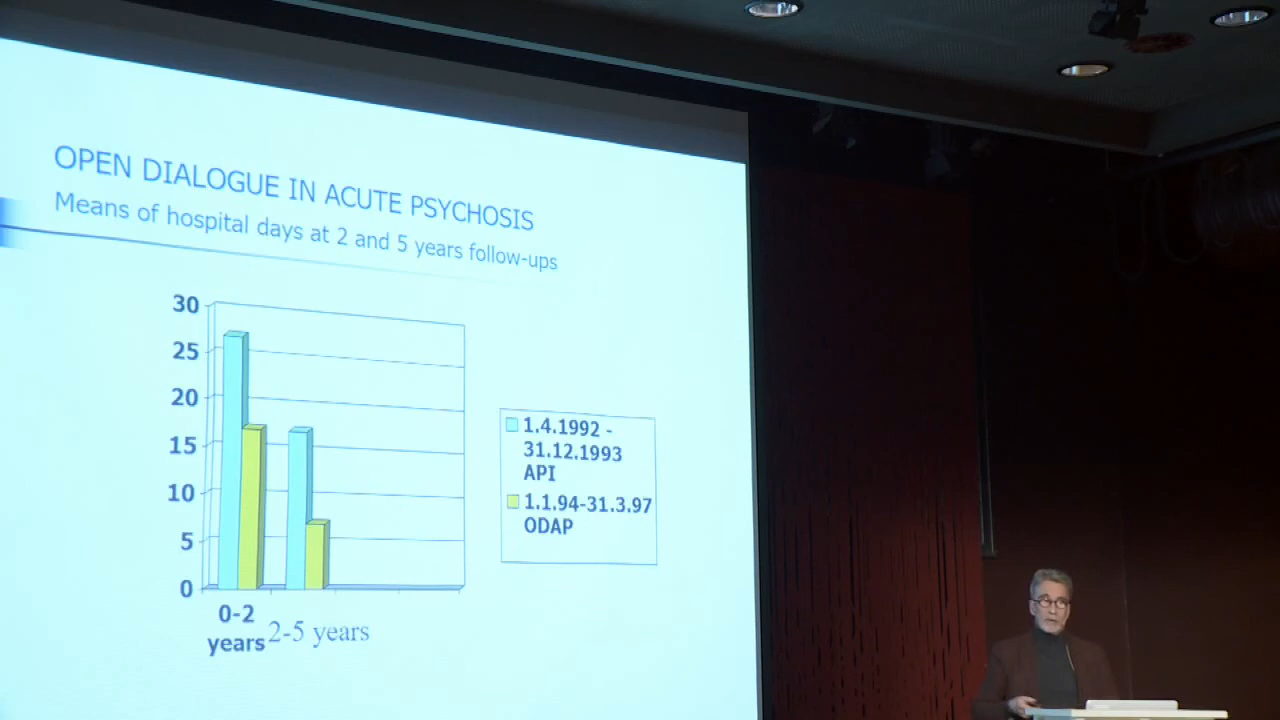 OPEN DIALOGUE IN ACUTE PSYCHOSIS
Means of hospital days at 2 and 5 years follow-ups
30
25
20
15
10
5
0
0-2
years
2-5 years
1.4.1992 -
31.12.1993
API
1.1.94-31.3.97
ODAP